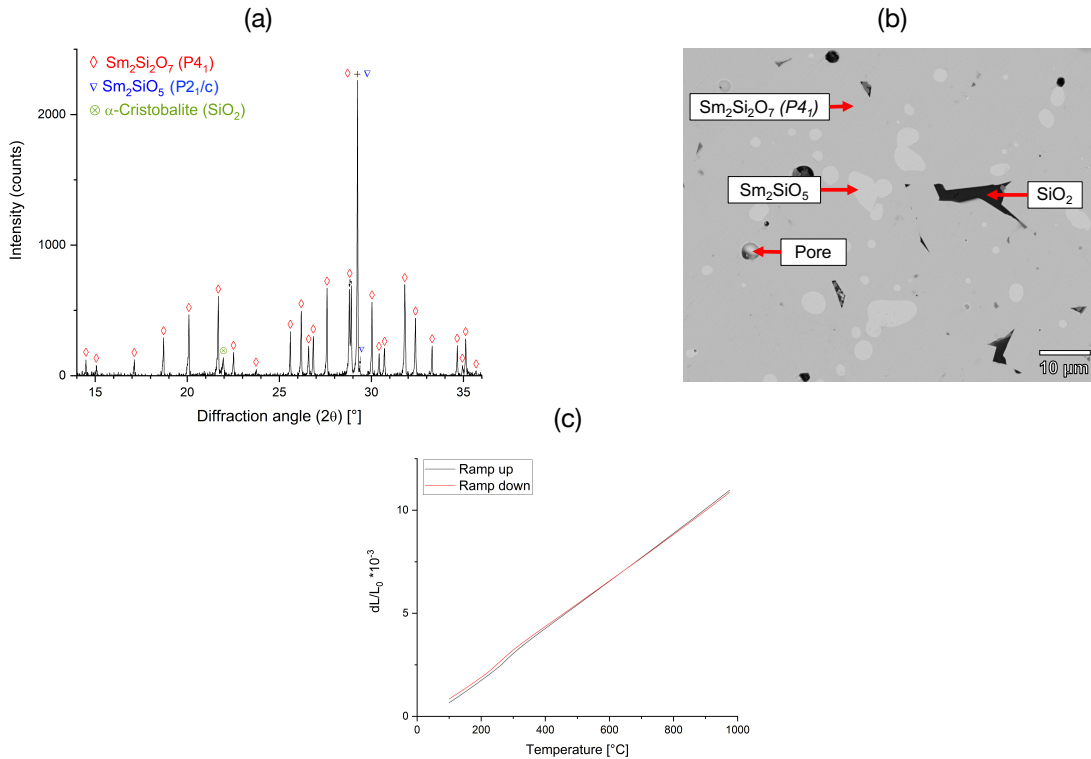 (a)
Sm₂Si₂O₇ (P4₁)
Sm₂SiO₅ (P2₁/c)
α-Cristobalite (SiO₂)
+
2000
1000
0
Intensity (counts)
15 20 25 30 35
Diffraction angle (2θ) [°]
(b)
Sm₂Si₂O₇ (P4₁)
Sm₂SiO₅
SiO₂
Pore
10 μm
(c)
Ramp up
Ramp down
10
5
0
dL/L₀ *10⁻³
0 200 400 600 800 1000
Temperature [°C]